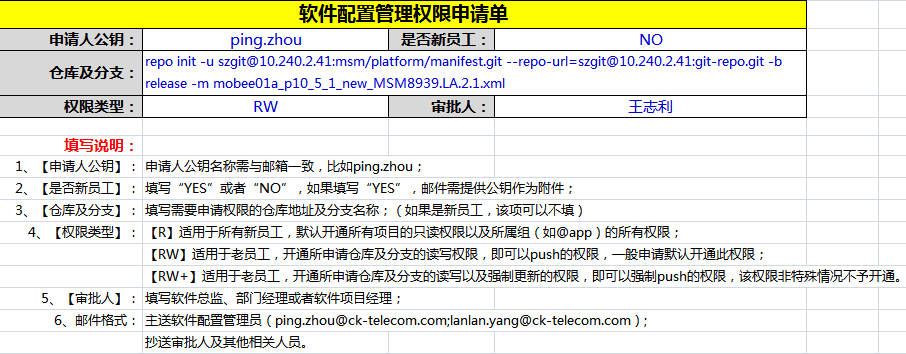 软件配置管理权限申请单
申请人公钥： ping.zhou 是否新员工： NO
仓库及分支： repo init -u szgit@10.240.2.41:msm/platform/manifest.git --repo-url=szgit@10.240.2.41:git-repo.git -b
release -m mobee01a_p10_5_1_new_MSM8939.LA.2.1.xml
权限类型： RW 审批人： 王志利
填写说明：
1、【申请人公钥】： 申请人公钥名称需与邮箱一致，比如ping.zhou；
2、【是否新员工】： 填写“YES”或者“NO”，如果填写“YES”，邮件需提供公钥作为附件；
3、【仓库及分支】： 填写需要申请权限的仓库地址及分支名称；（如果是新员工，该项可以不填）
4、【权限类型】： 【R】适用于所有新员工，默认开通所有项目的只读权限以及所属组（如@app）的所有权限；
【RW】适用于老员工，开通所申请仓库及分支的读写权限，即可以push的权限，一般申请默认开通此权限；
【RW+】适用于老员工，开通所申请仓库及分支的读写以及强制更新的权限，即可以强制push的权限，该权限非特殊情况不予开通。
5、【审批人】： 填写软件总监、部门经理或者软件项目经理；
6、邮件格式： 主送软件配置管理员（ping.zhou@ck-telecom.com;lanlan.yang@ck-telecom.com）；
抄送审批人及其他相关人员。